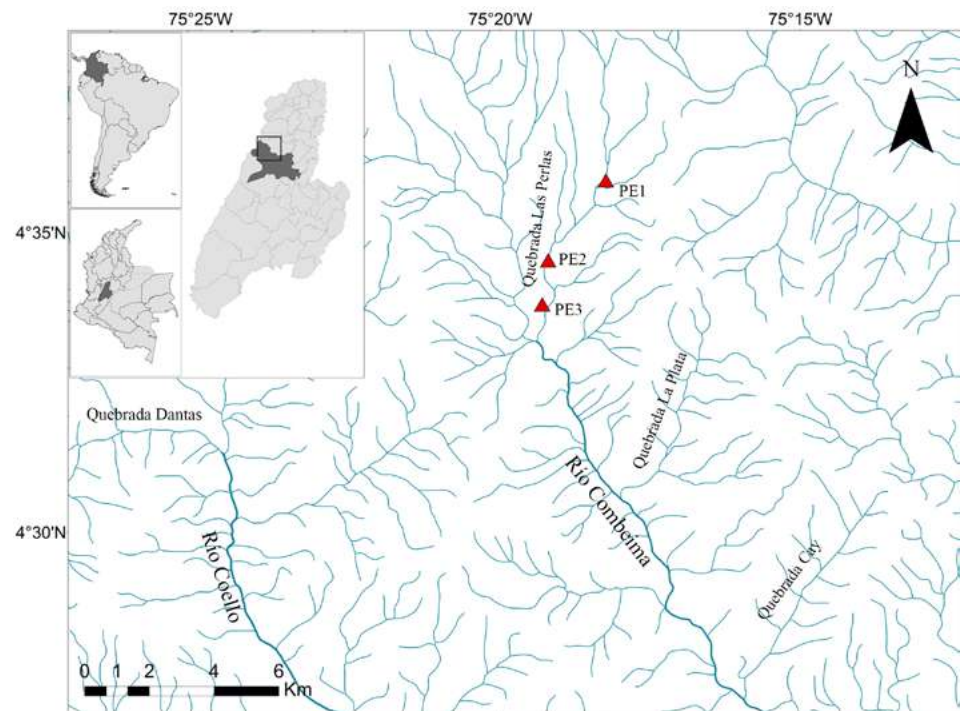 75°25'W
75°20'W
75°15'W
N
4°35'N
4°30'N
Quebrada Las Perlas
PE1
PE2
PE3
Quebrada La Plata
Quebrada Dantas
Río Combeima
Río Coello
Quebrada Cay
0 1 2 4 6
Km